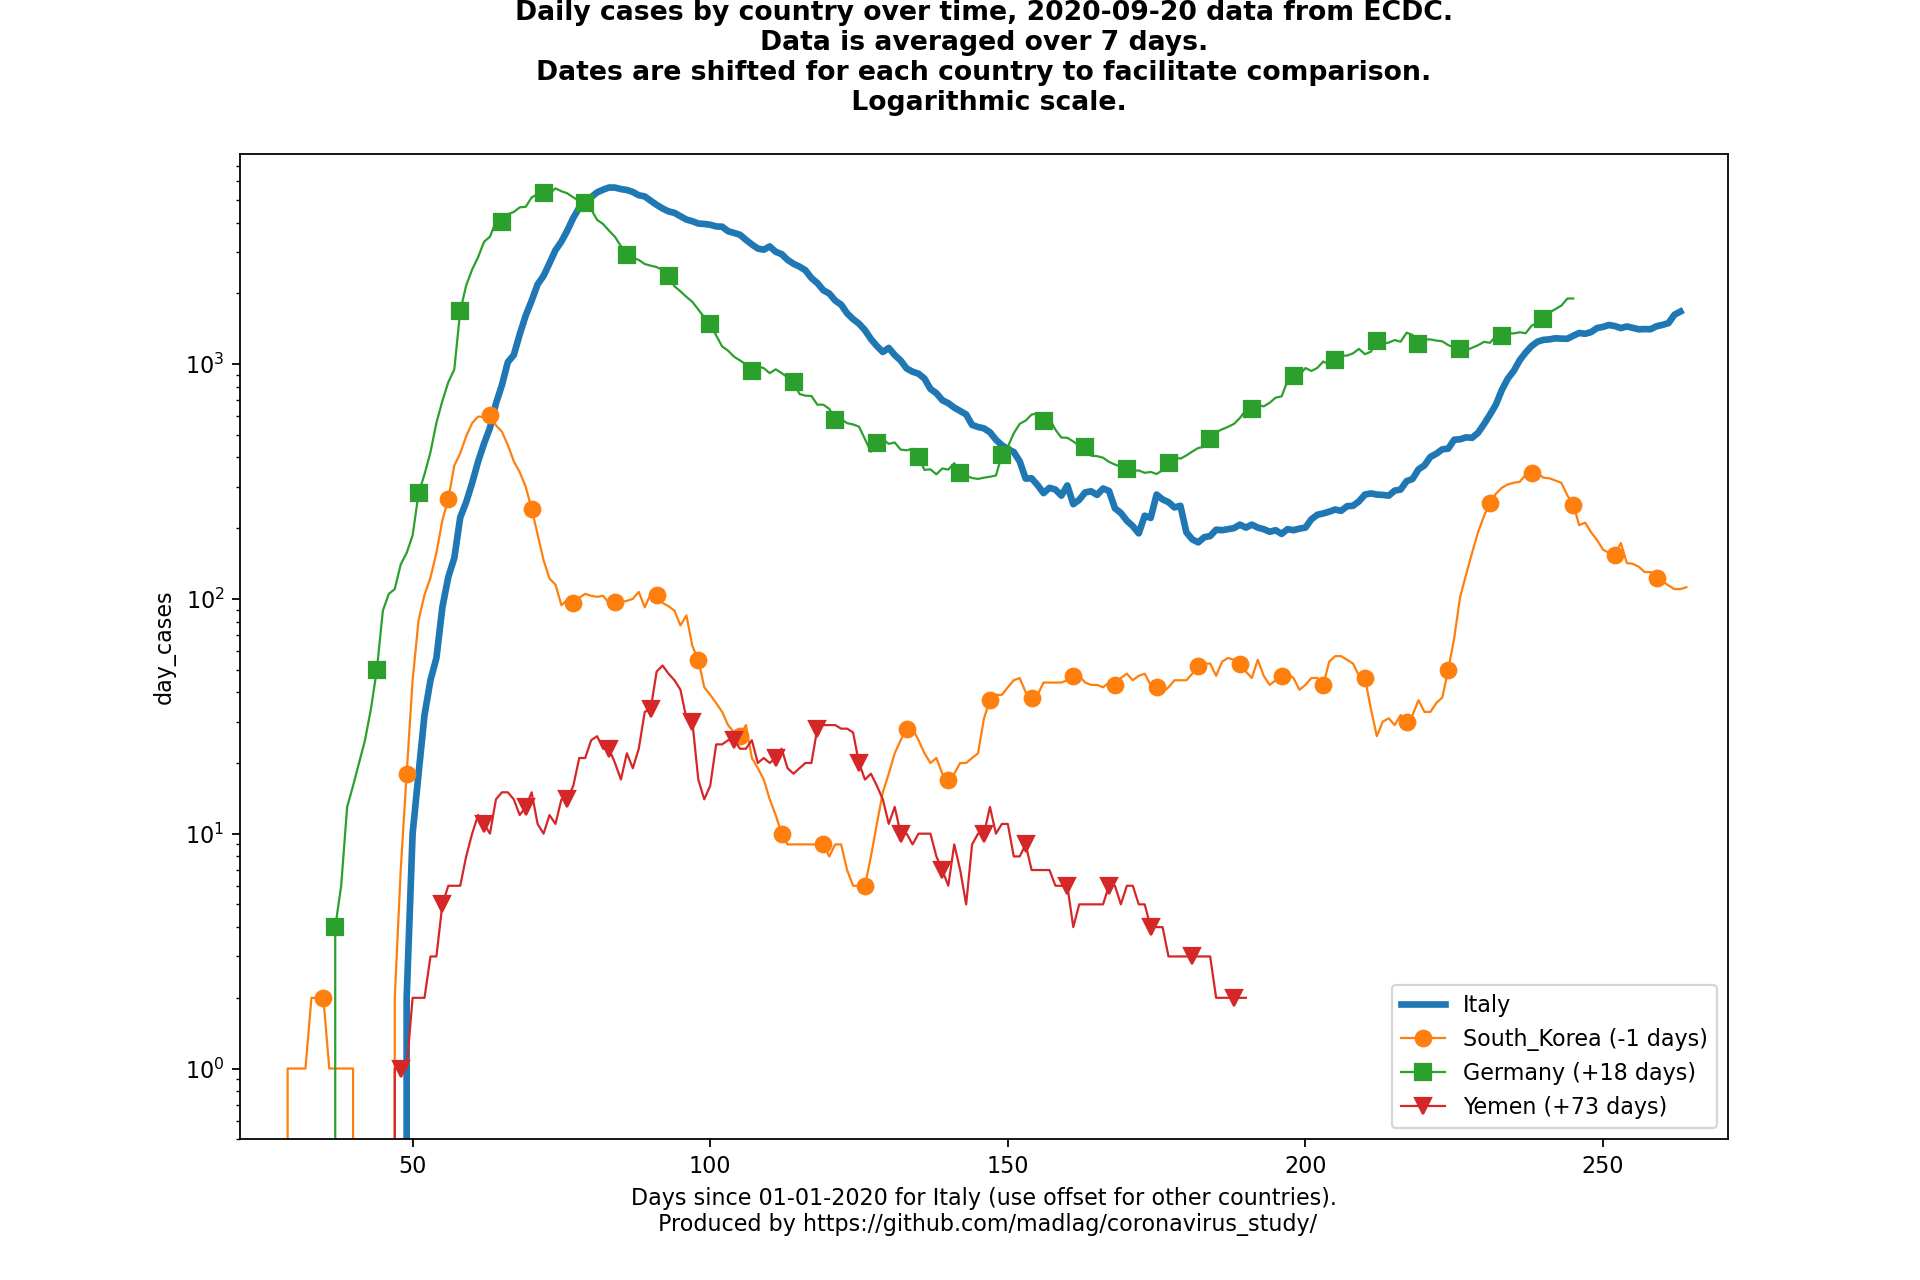 Daily cases by country over time, 2020-09-20 data from ECDC.
Data is averaged over 7 days.
Dates are shifted for each country to facilitate comparison.
Logarithmic scale.
day_cases
10³
10²
10¹
10⁰
50 100 150 200 250
Italy
South_Korea (-1 days)
Germany (+18 days)
Yemen (+73 days)
Days since 01-01-2020 for Italy (use offset for other countries).
Produced by https://github.com/madlag/coronavirus_study/